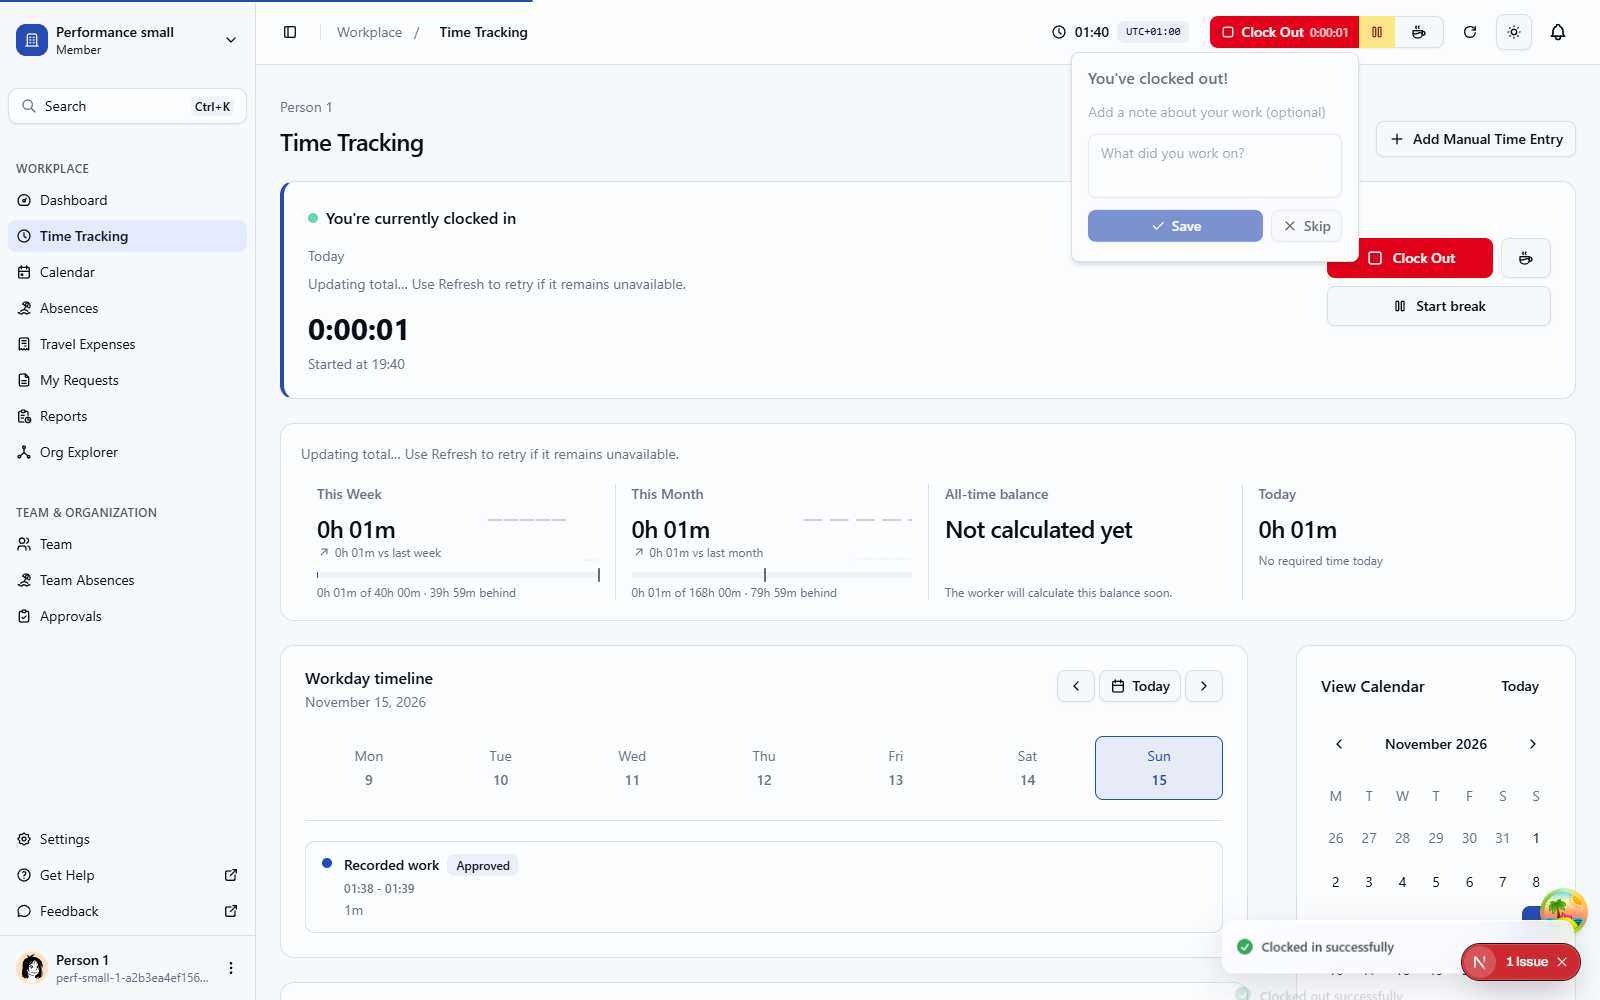 Performance small
Member
Search
Ctrl+K
WORKPLACE
Dashboard
Time Tracking
Calendar
Absences
Travel Expenses
My Requests
Reports
Org Explorer
TEAM & ORGANIZATION
Team
Team Absences
Approvals
Settings
Get Help
Feedback
Person 1
perf-small-1-a2b3ea4ef156...
Workplace / Time Tracking
01:40 UTC+01:00
Clock Out 0:00:01
You've clocked out!
Add a note about your work (optional)
What did you work on?
Save
Skip
Person 1
Time Tracking
Add Manual Time Entry
You're currently clocked in
Today
Updating total... Use Refresh to retry if it remains unavailable.
0:00:01
Started at 19:40
Clock Out
Start break
Updating total... Use Refresh to retry if it remains unavailable.
This Week
0h 01m
0h 01m vs last week
0h 01m of 40h 00m · 39h 59m behind
This Month
0h 01m
0h 01m vs last month
0h 01m of 168h 00m · 79h 59m behind
All-time balance
Not calculated yet
The worker will calculate this balance soon.
Today
0h 01m
No required time today
Workday timeline
November 15, 2026
Today
Mon Tue Wed Thu Fri Sat Sun
9 10 11 12 13 14 15
Recorded work Approved
01:38 - 01:39
1m
View Calendar
Today
November 2026
M T W T F S S
26 27 28 29 30 31 1
2 3 4 5 6 7 8
Clocked in successfully
Clocked out successfully
1 Issue